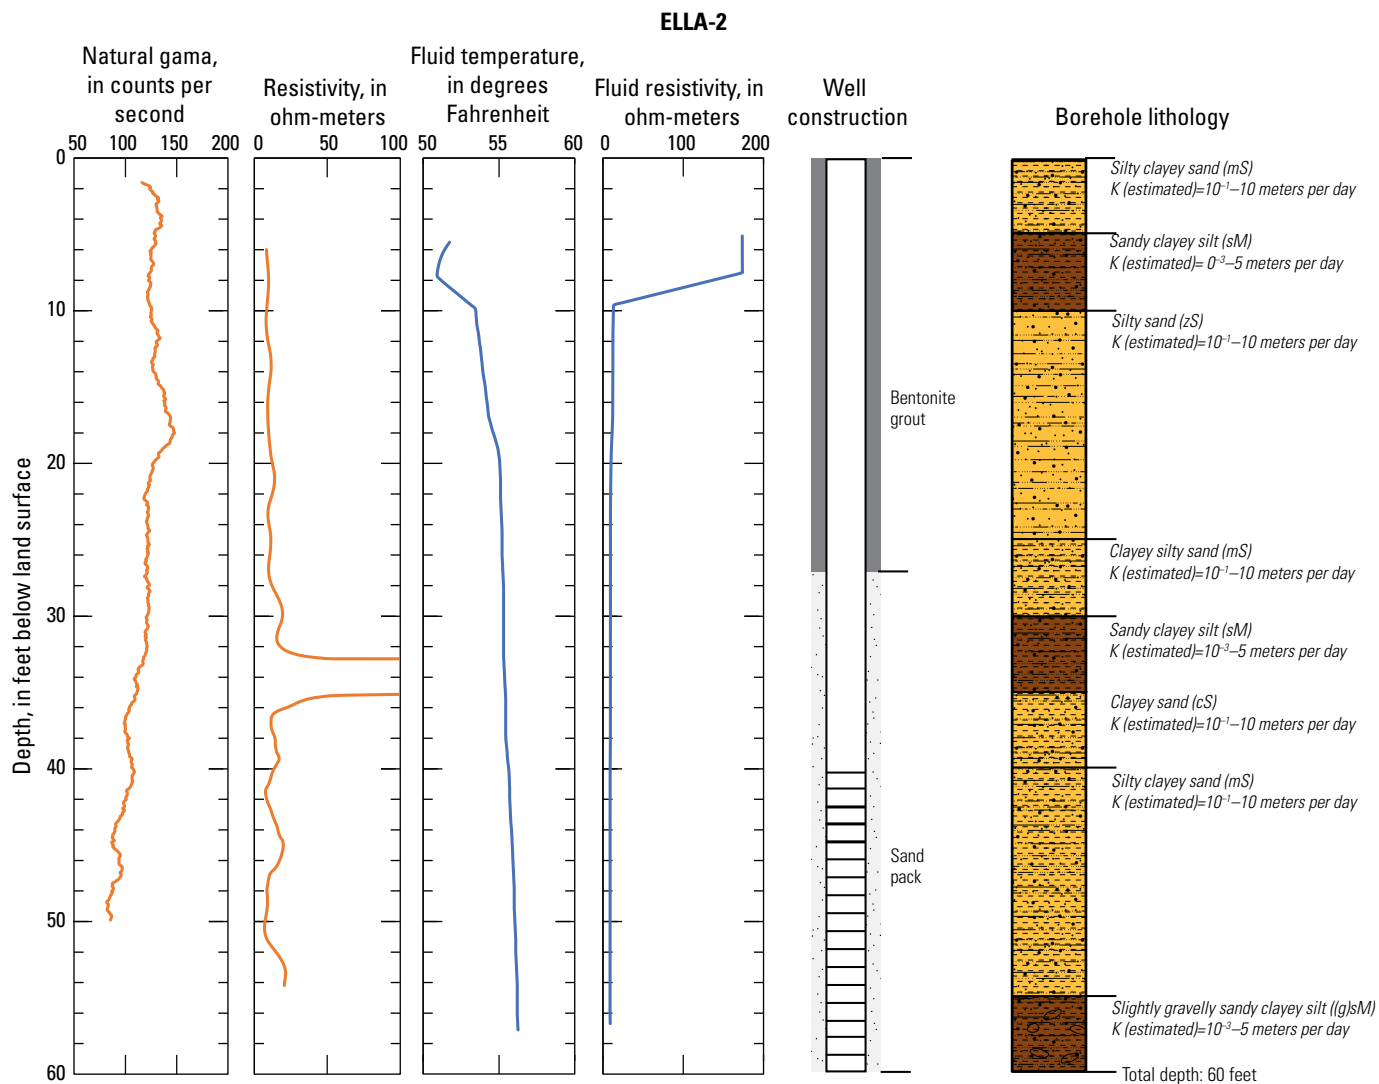 ELLA-2
Natural gama,
in counts per
second
50 100 150 200
Resistivity, in
ohm-meters
0 50 100
Fluid temperature,
in degrees
Fahrenheit
50 55 60
Fluid resistivity, in
ohm-meters
0 100 200
Well
construction
Borehole lithology
Depth, in feet below land surface
0
10
20
30
40
50
60
Bentonite
grout
Sand
pack
Silty clayey sand (mS)
K (estimated)=10⁻¹–10 meters per day
Sandy clayey silt (sM)
K (estimated)= 0⁻³–5 meters per day
Silty sand (zS)
K (estimated)=10⁻¹–10 meters per day
Clayey silty sand (mS)
K (estimated)=10⁻¹–10 meters per day
Sandy clayey silt (sM)
K (estimated)=10⁻³–5 meters per day
Clayey sand (cS)
K (estimated)=10⁻¹–10 meters per day
Silty clayey sand (mS)
K (estimated)=10⁻¹–10 meters per day
Slightly gravelly sandy clayey silt ((g)sM)
K (estimated)=10⁻³–5 meters per day
Total depth: 60 feet